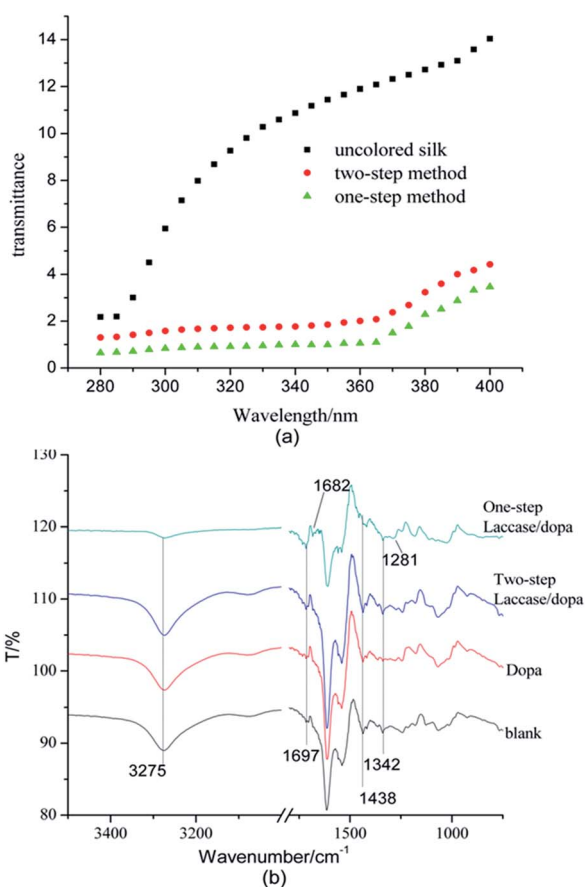 14
12
10
8
6
4
2
0
transmittance
uncolored silk
two-step method
one-step method
280 300 320 340 360 380 400
Wavelength/nm
(a)
130
120
110
100
90
80
T/%
1682
One-step
Laccase/dopa
1281
Two-step
Laccase/dopa
Dopa
blank
3275
1697
1342
1438
3400 3200 1500 1000
Wavenumber/cm⁻¹
(b)